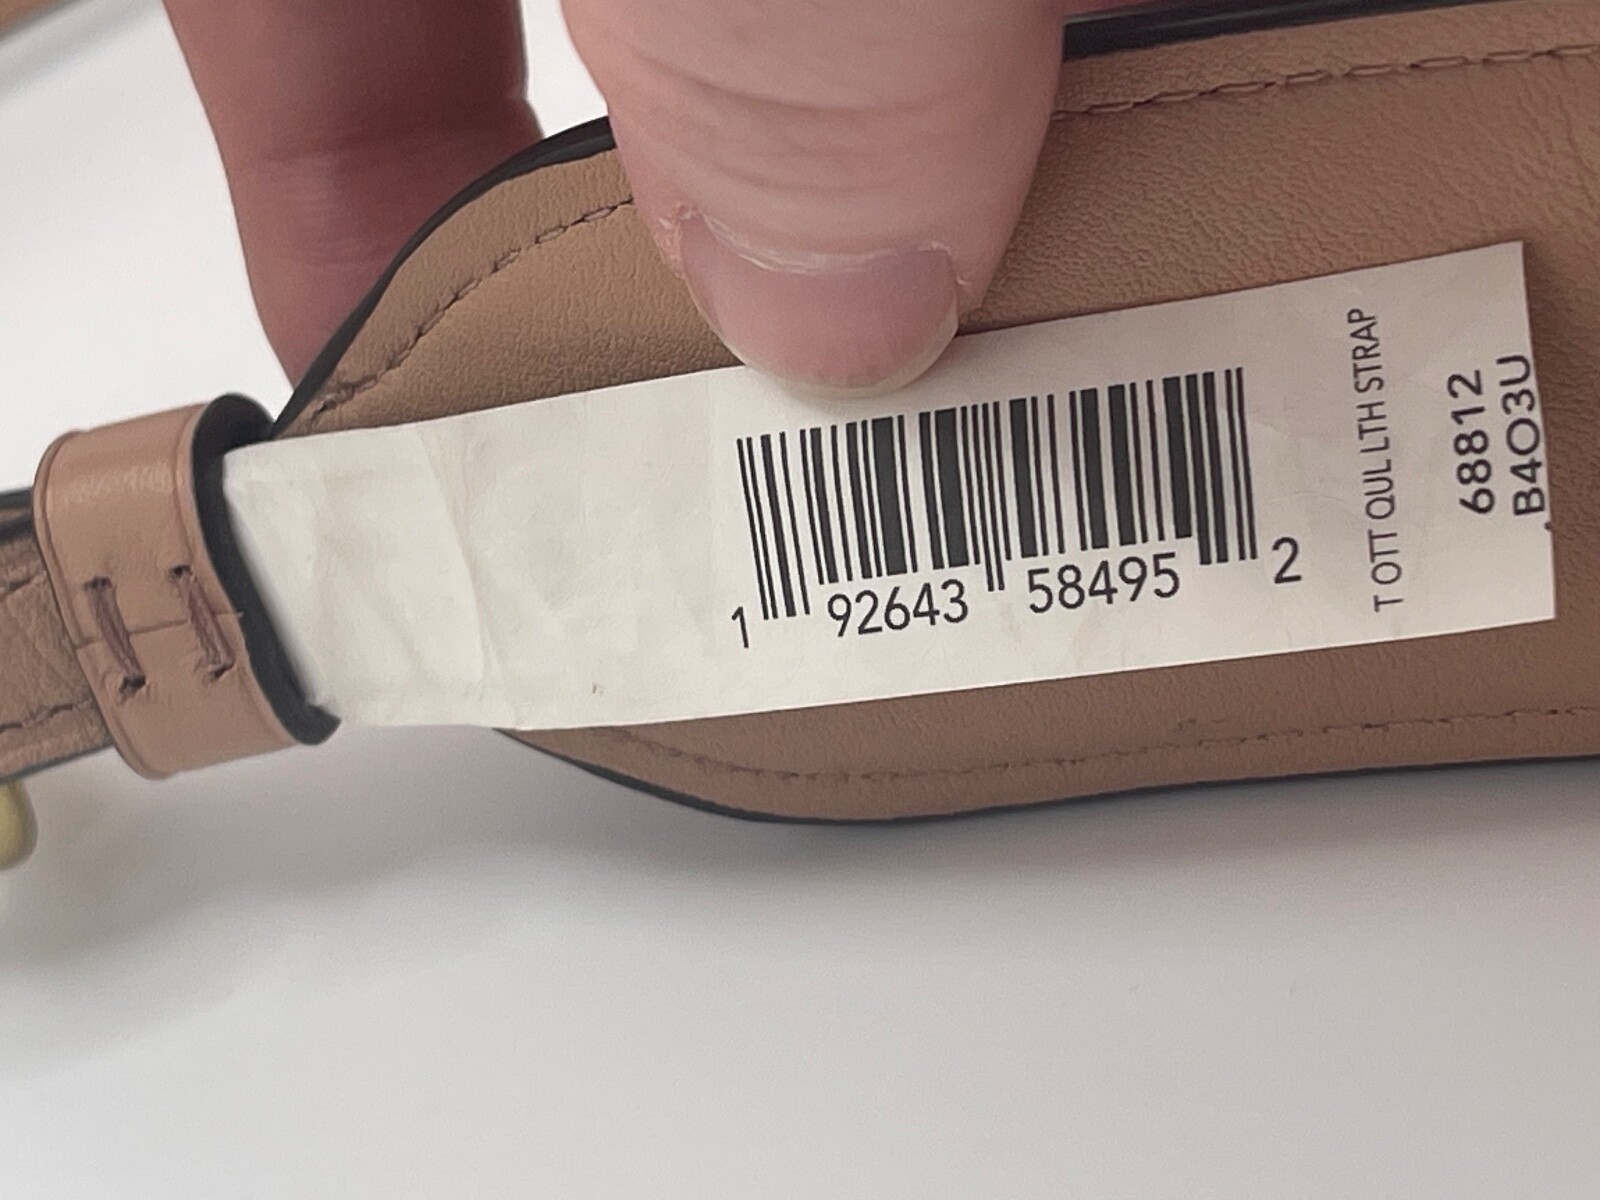 1 92643 58495 2
T OTT QUL LTH STRAP
68812
B4O3U